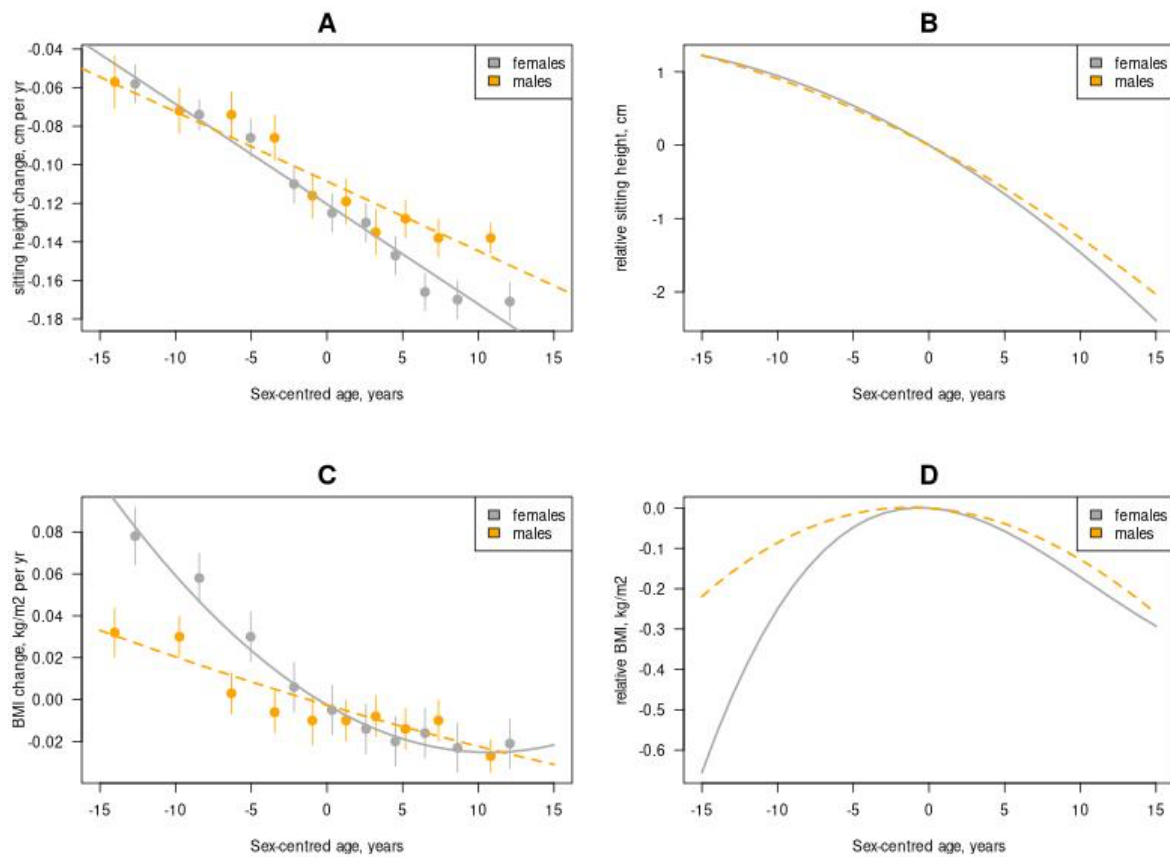 A
sitting height change, cm per yr
-0.04
-0.06
-0.08
-0.10
-0.12
-0.14
-0.16
-0.18
females
males
-15 -10 -5 0 5 10 15
Sex-centred age, years
B
relative sitting height, cm
1
0
-1
-2
females
males
-15 -10 -5 0 5 10 15
Sex-centred age, years
C
BMI change, kg/m2 per yr
0.08
0.06
0.04
0.02
0.00
-0.02
females
males
-15 -10 -5 0 5 10 15
Sex-centred age, years
D
relative BMI, kg/m2
0.0
-0.1
-0.2
-0.3
-0.4
-0.5
-0.6
females
males
-15 -10 -5 0 5 10 15
Sex-centred age, years